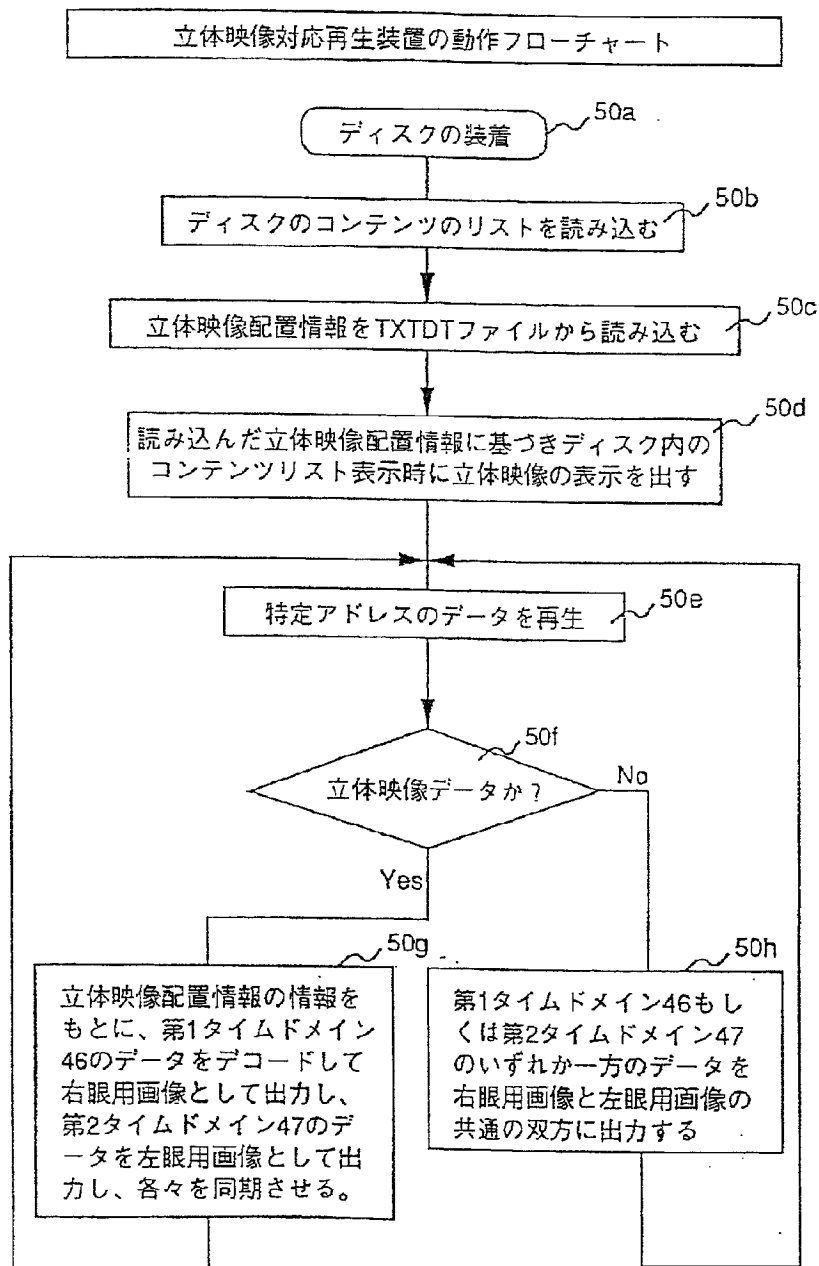 立体映像対応再生装置の動作フローチャート
ディスクの装着
50a
50b
ディスクのコンテンツのリストを読み込む
50c
立体映像配置情報をTXTDTファイルから読み込む
50d
読み込んだ立体映像配置情報に基づきディスク内の
コンテンツリスト表示時に立体映像の表示を出す
50e
特定アドレスのデータを再生
50f
立体映像データか?
No
Yes
50g
立体映像配置情報の情報を
もとに、第1タイムドメイン
46のデータをデコードして
右眼用画像として出力し、
第2タイムドメイン47のデ
ータを左眼用画像として出
力し、各々を同期させる。
50h
第1タイムドメイン46もし
くは第2タイムドメイン47
のいずれか一方のデータを
右眼用画像と左眼用画像の
共通の双方に出力する